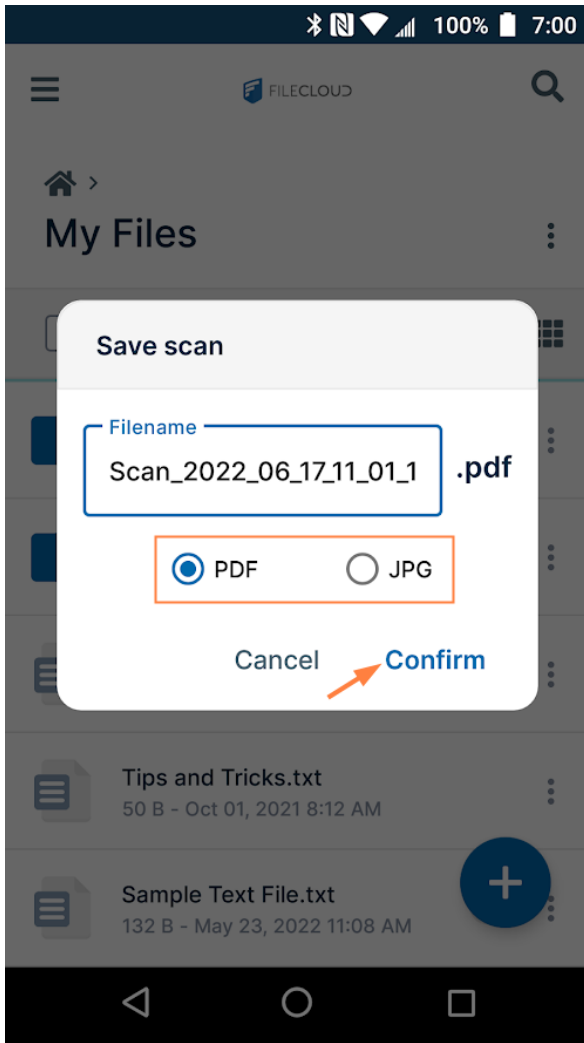 100% 7:00
FILECLOUD
My Files
Save scan
Filename
Scan_2022_06_17_11_01_1 .pdf
PDF JPG
Cancel Confirm
Tips and Tricks.txt
50 B - Oct 01, 2021 8:12 AM
Sample Text File.txt
132 B - May 23, 2022 11:08 AM